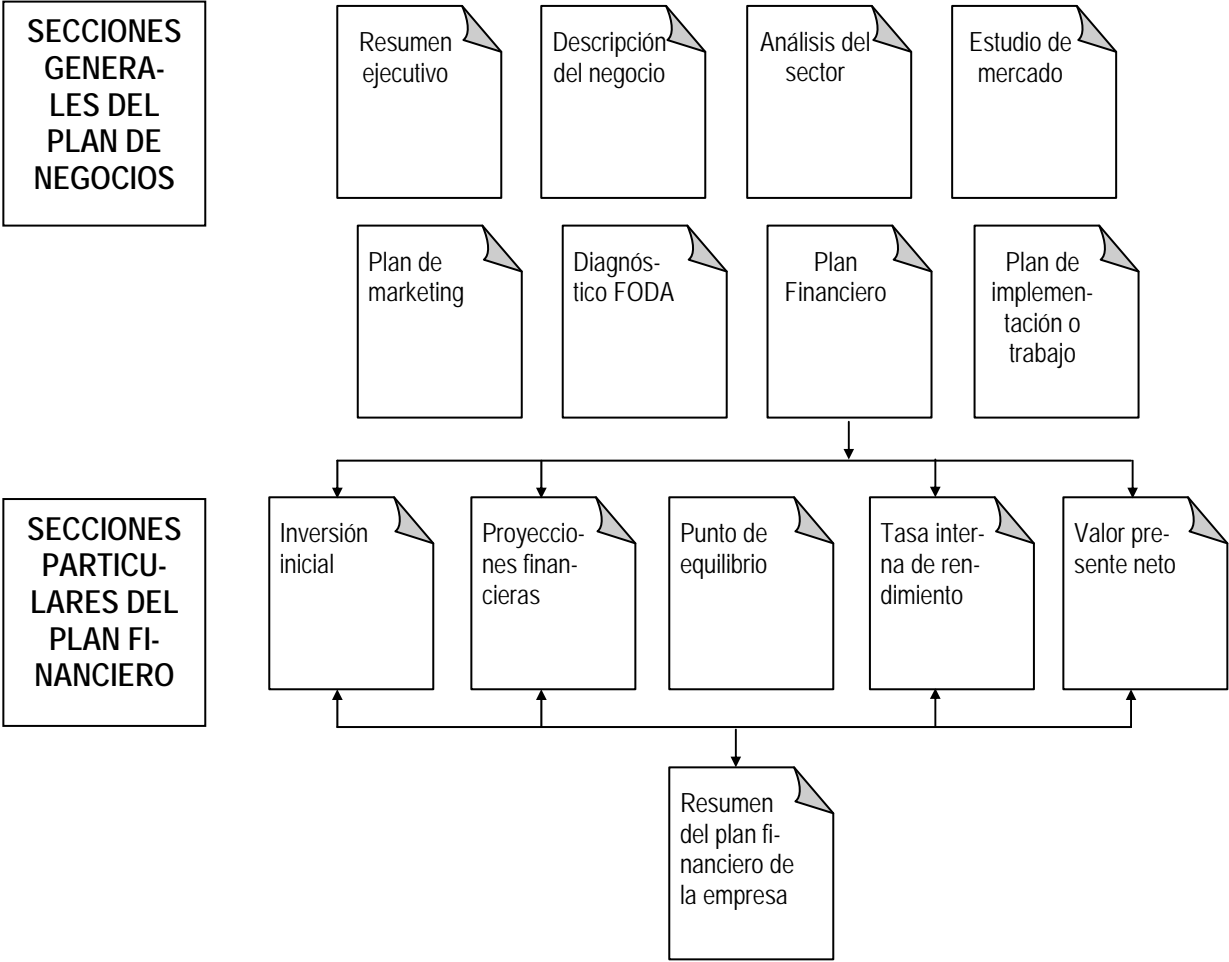 SECCIONES
GENERA-
LES DEL
PLAN DE
NEGOCIOS
Resumen
ejecutivo
Descripción
del negocio
Análisis del
sector
Estudio de
mercado
Plan de
marketing
Diagnós-
tico FODA
Plan
Financiero
Plan de
implemen-
tación o
trabajo
SECCIONES
PARTICU-
LARES DEL
PLAN FI-
NANCIERO
Inversión
inicial
Proyeccio-
nes finan-
cieras
Punto de
equilibrio
Tasa inter-
na de ren-
dimiento
Valor pre-
sente neto
Resumen
del plan fi-
nanciero de
la empresa